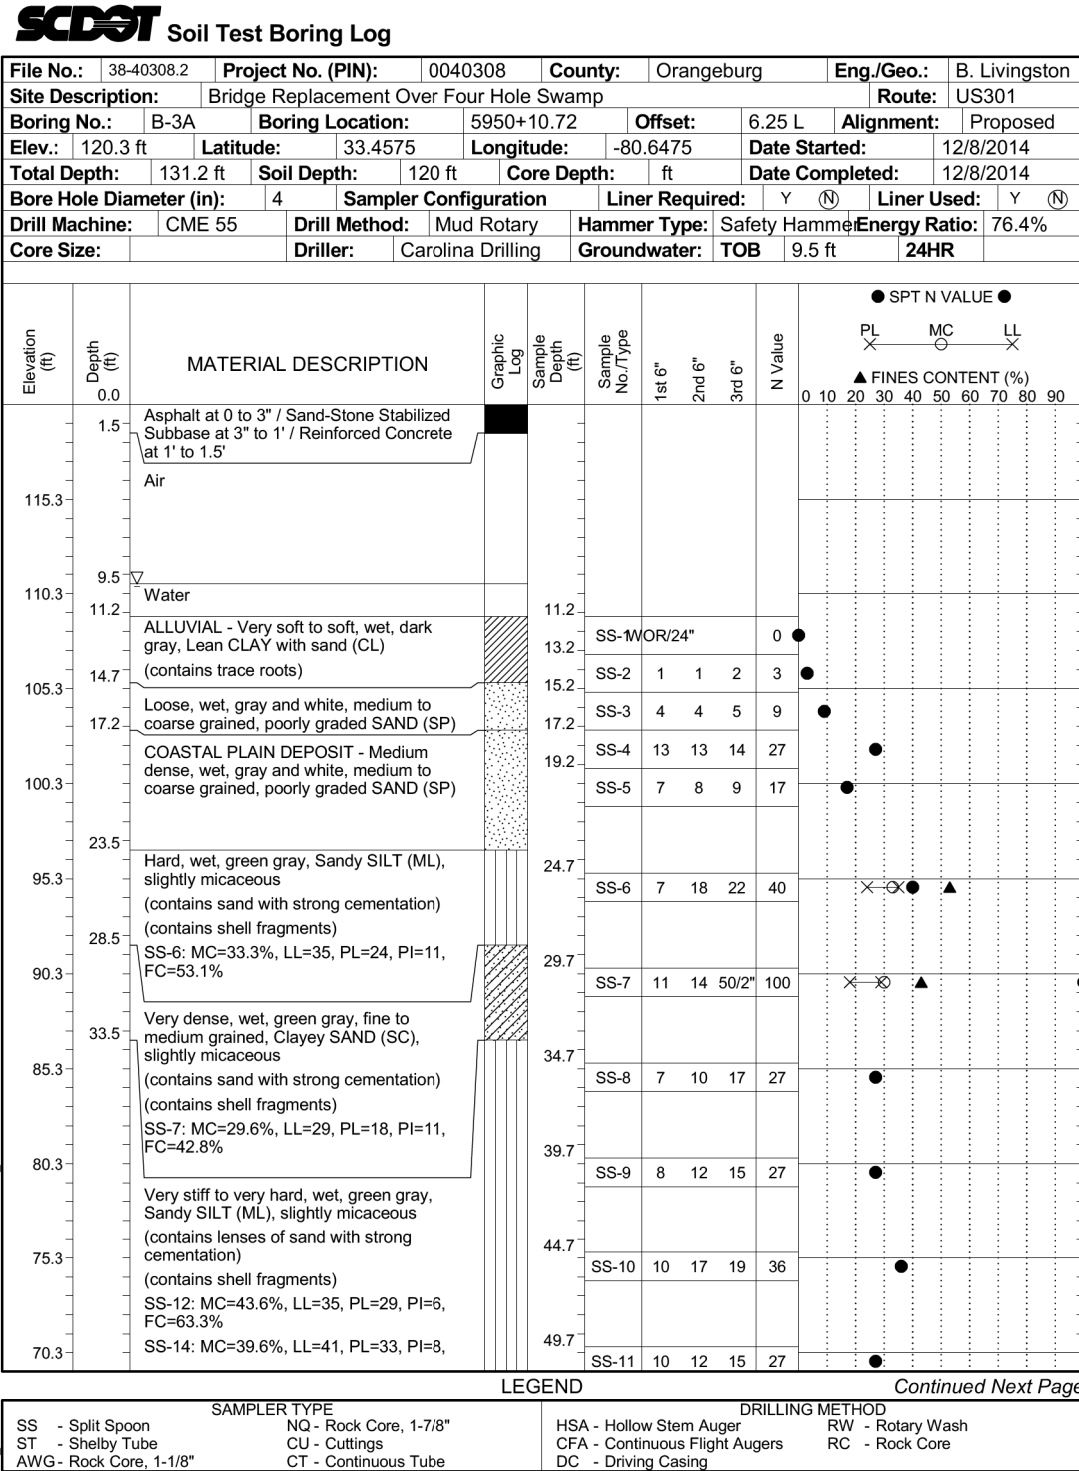 SCDOT Soil Test Boring Log
File No.: 38-40308.2 Project No. (PIN): 0040308 County: Orangeburg Eng./Geo.: B. Livingston
Site Description: Bridge Replacement Over Four Hole Swamp Route: US301
Boring No.: B-3A Boring Location: 5950+10.72 Offset: 6.25 L Alignment: Proposed
Elev.: 120.3 ft Latitude: 33.4575 Longitude: -80.6475 Date Started: 12/8/2014
Total Depth: 131.2 ft Soil Depth: 120 ft Core Depth: ft Date Completed: 12/8/2014
Bore Hole Diameter (in): 4 Sampler Configuration Liner Required: Y N Liner Used: Y N
Drill Machine: CME 55 Drill Method: Mud Rotary Hammer Type: Safety Hammer Energy Ratio: 76.4%
Core Size: Driller: Carolina Drilling Groundwater: TOB 9.5 ft 24HR
Elevation (ft)
Depth (ft)
0.0
MATERIAL DESCRIPTION
Graphic Log
Sample Depth (ft)
Sample No./Type
1st 6"
2nd 6"
3rd 6"
N Value
SPT N VALUE
PL MC LL
FINES CONTENT (%)
0 10 20 30 40 50 60 70 80 90
1.5
Asphalt at 0 to 3" / Sand-Stone Stabilized
Subbase at 3" to 1' / Reinforced Concrete
at 1' to 1.5'
Air
115.3
9.5
110.3
Water
11.2 11.2
ALLUVIAL - Very soft to soft, wet, dark
gray, Lean CLAY with sand (CL)
(contains trace roots)
SS-1 WOR/24" 0
13.2
14.7
SS-2 1 1 2 3
105.3 15.2
Loose, wet, gray and white, medium to
coarse grained, poorly graded SAND (SP)
SS-3 4 4 5 9
17.2 17.2
COASTAL PLAIN DEPOSIT - Medium
dense, wet, gray and white, medium to
coarse grained, poorly graded SAND (SP)
SS-4 13 13 14 27
19.2
100.3 SS-5 7 8 9 17
23.5
Hard, wet, green gray, Sandy SILT (ML),
slightly micaceous
(contains sand with strong cementation)
(contains shell fragments)
24.7
95.3 SS-6 7 18 22 40
28.5
SS-6: MC=33.3%, LL=35, PL=24, PI=11,
FC=53.1%
29.7
90.3 SS-7 11 14 50/2" 100
Very dense, wet, green gray, fine to
medium grained, Clayey SAND (SC),
slightly micaceous
(contains sand with strong cementation)
(contains shell fragments)
SS-7: MC=29.6%, LL=29, PL=18, PI=11,
FC=42.8%
33.5
34.7
85.3 SS-8 7 10 17 27
39.7
80.3 SS-9 8 12 15 27
Very stiff to very hard, wet, green gray,
Sandy SILT (ML), slightly micaceous
(contains lenses of sand with strong
cementation)
(contains shell fragments)
SS-12: MC=43.6%, LL=35, PL=29, PI=6,
FC=63.3%
SS-14: MC=39.6%, LL=41, PL=33, PI=8,
44.7
75.3 SS-10 10 17 19 36
49.7
70.3 SS-11 10 12 15 27
LEGEND Continued Next Page
SAMPLER TYPE DRILLING METHOD
SS - Split Spoon NQ - Rock Core, 1-7/8" HSA - Hollow Stem Auger RW - Rotary Wash
ST - Shelby Tube CU - Cuttings CFA - Continuous Flight Augers RC - Rock Core
AWG - Rock Core, 1-1/8" CT - Continuous Tube DC - Driving Casing